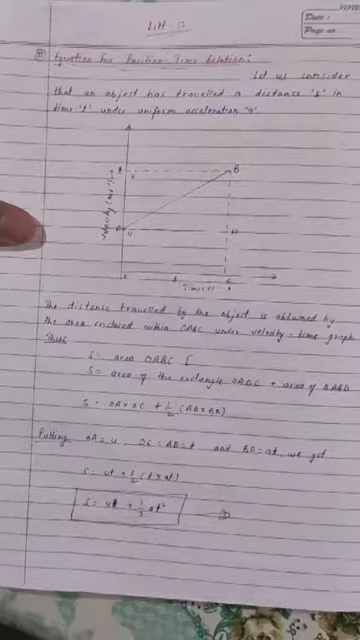 Date :
Page no.
Equation for Position Time Relation:
Let us consider
that an object has travelled a distance 's' in
time 't' under uniform acceleration 'a'.
B
V
A
U
D
Velocity (ms⁻¹) →
Time (s)
The distance travelled by the object is obtained by
the area enclosed within OABC under velocity - time graph
Thus
S = area OABC
S = area of the rectangle OADC + area of ΔABD
S = OA × OC + 1/2 (AD × BD)
Putting OA = u, OC = AD = t and BD = at, we get
S = ut + 1/2 (t × at)
S = ut + 1/2 at²